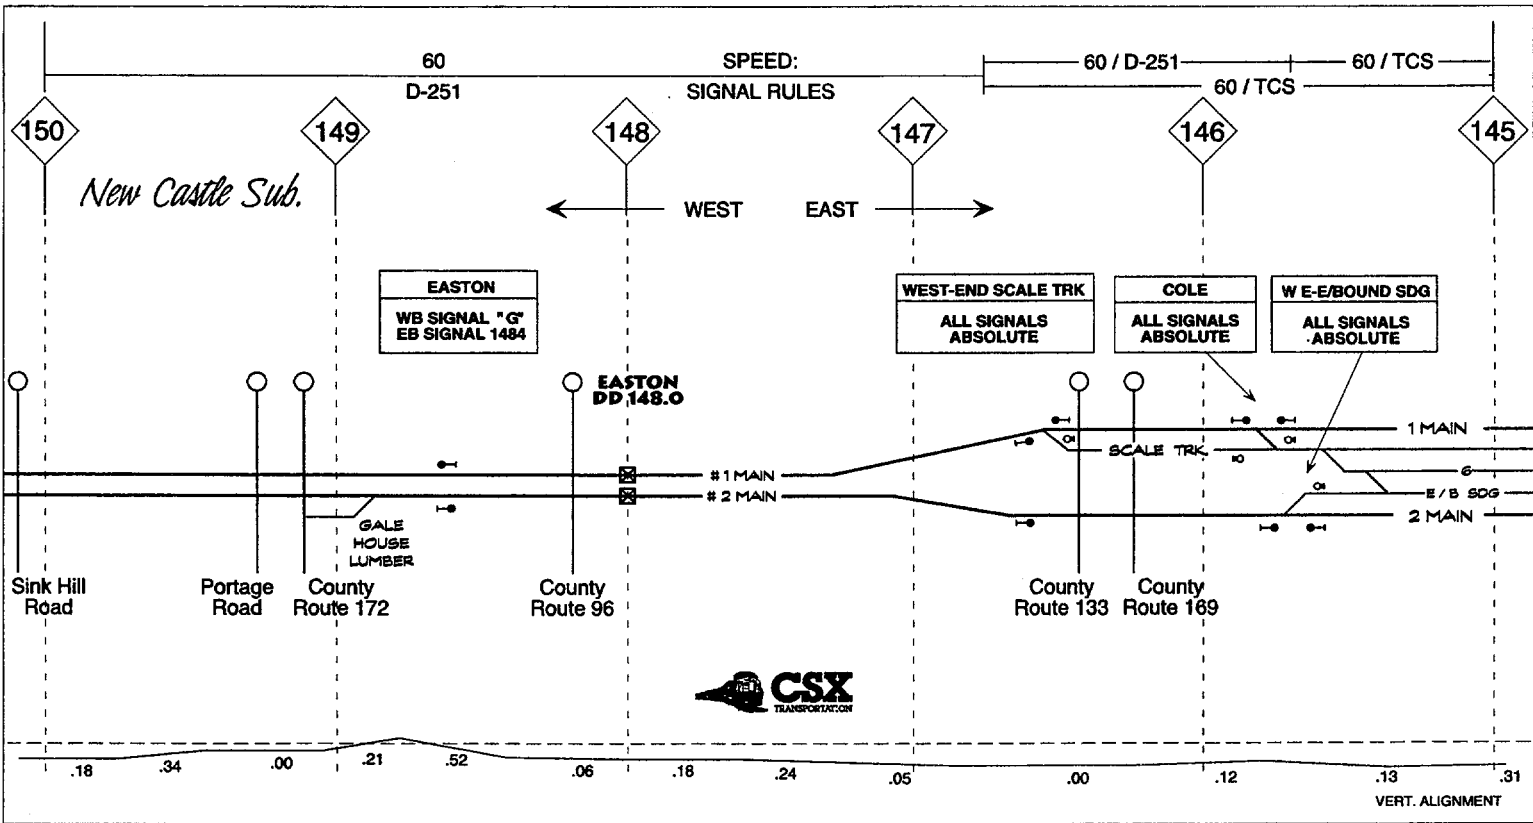 60 SPEED: 60 / D-251 60 / TCS
D-251 SIGNAL RULES 60 / TCS
150 149 148 147 146 145
New Castle Sub.
WEST EAST
EASTON
WB SIGNAL "G"
EB SIGNAL 1484
WEST-END SCALE TRK
ALL SIGNALS
ABSOLUTE
COLE
ALL SIGNALS
ABSOLUTE
W E-E/BOUND SDG
ALL SIGNALS
ABSOLUTE
EASTON
DD 148.0
1 MAIN
SCALE TRK.
# 1 MAIN
6
# 2 MAIN
E / B SDG
2 MAIN
GALE
HOUSE
LUMBER
Sink Hill
Road
Portage
Road
County
Route 172
County
Route 96
County
Route 133
County
Route 169
CSX
TRANSPORTATION
.18 .34 .00 .21 .52 .06 .18 .24 .05 .00 .12 .13 .31
VERT. ALIGNMENT